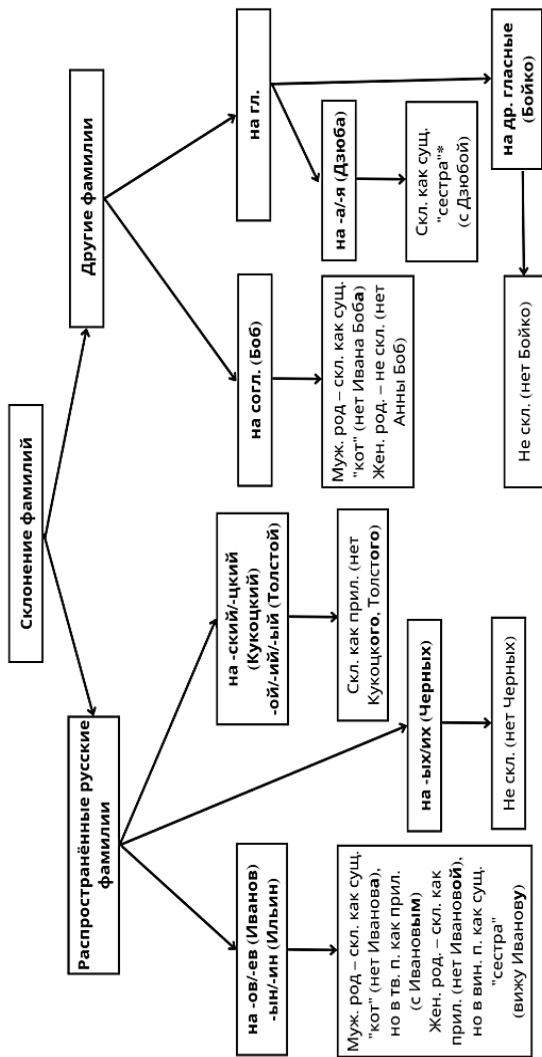 Склонение фамилий
Распространённые русские
фамилии
Другие фамилии
на -ов/-ев (Иванов)
-ын/-ин (Ильин)
на -ский/-цкий
(Кукоцкий)
-ой/-ий/-ый (Толстой)
на согл. (Боб)
на гл.
Муж. род – скл. как сущ.
"кот" (нет Иванова),
но в тв. п. как прил.
(с Ивановым)
Жен. род – скл. как
прил. (нет Ивановой),
но в вин. п. как сущ.
"сестра"
(вижу Иванову)
Скл. как прил. (нет
Кукоцкого, Толстого)
на -ых/их (Черных)
Не скл. (нет Черных)
Муж. род – скл. как сущ.
"кот" (нет Ивана Боба)
Жен. род. – не скл. (нет
Анны Боб)
на -а/-я (Дзюба)
Скл. как сущ.
"сестра"*
(с Дзюбой)
на др. гласные
(Бойко)
Не скл. (нет Бойко)